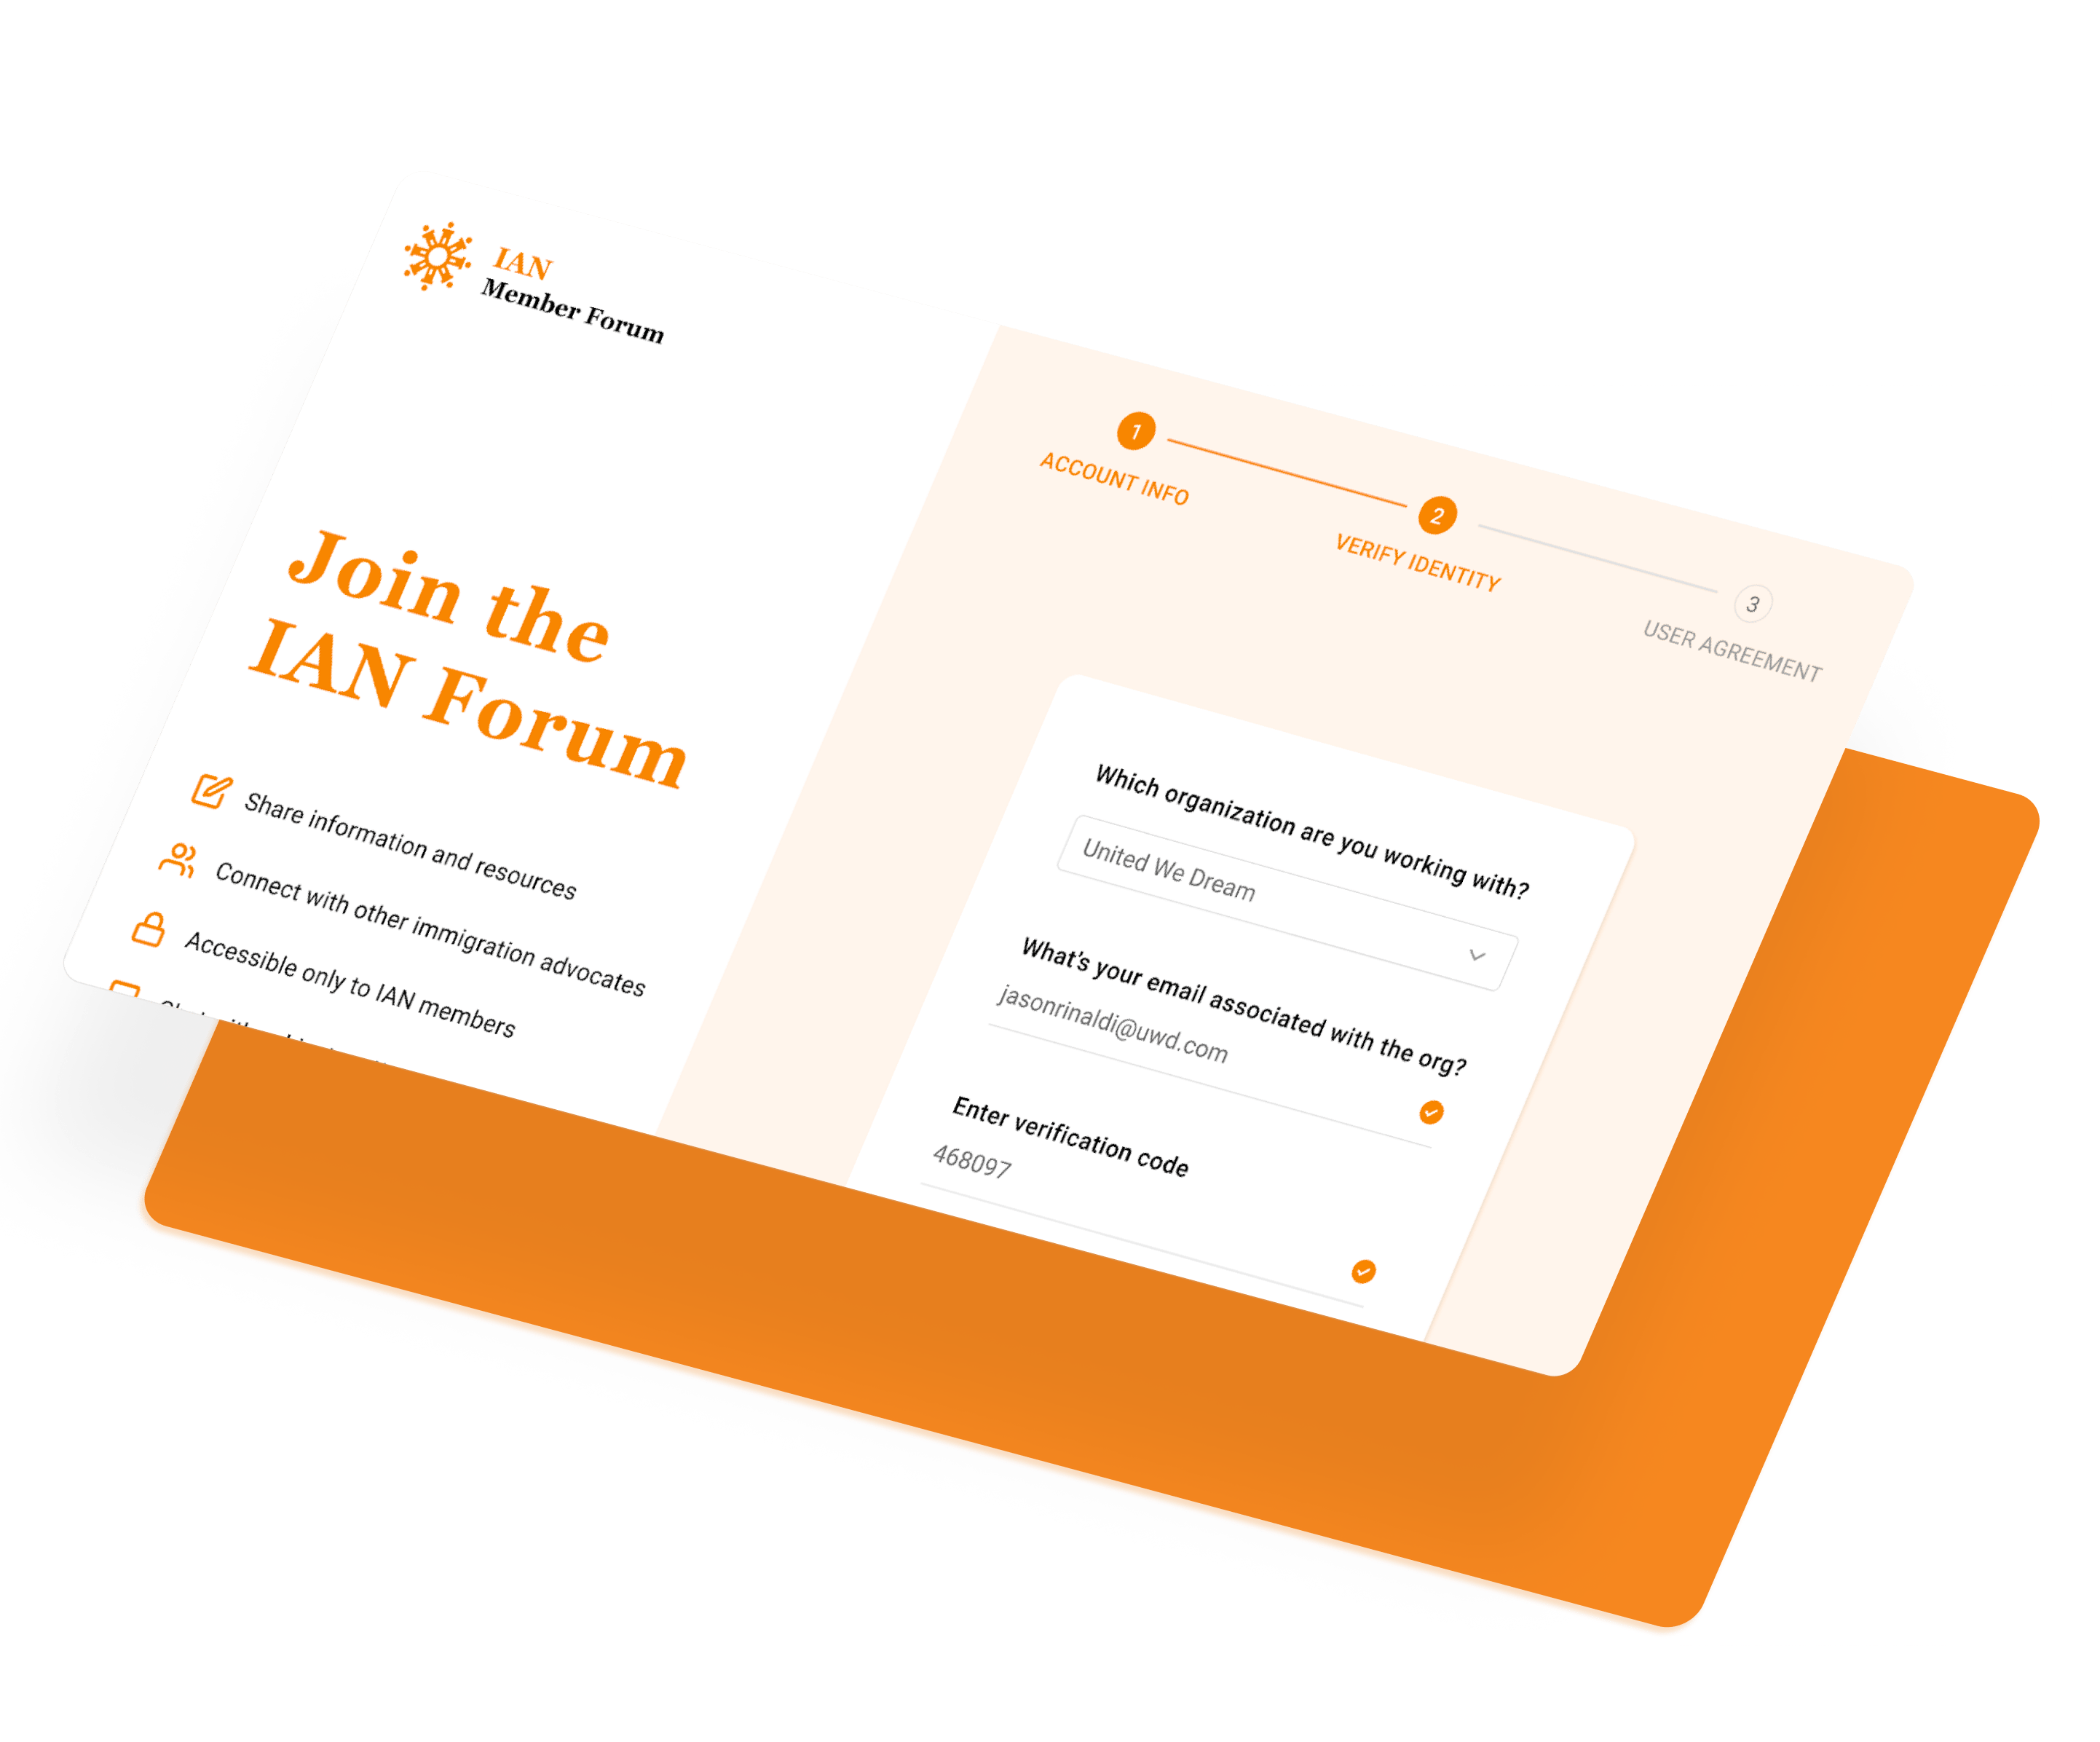 IAN
Member Forum
Join the
IAN Forum
Share information and resources
Connect with other immigration advocates
Accessible only to IAN members
1
ACCOUNT INFO
2
VERIFY IDENTITY
3
USER AGREEMENT
Which organization are you working with?
United We Dream
What's your email associated with the org?
jasonrinaldi@uwd.com
Enter verification code
468097